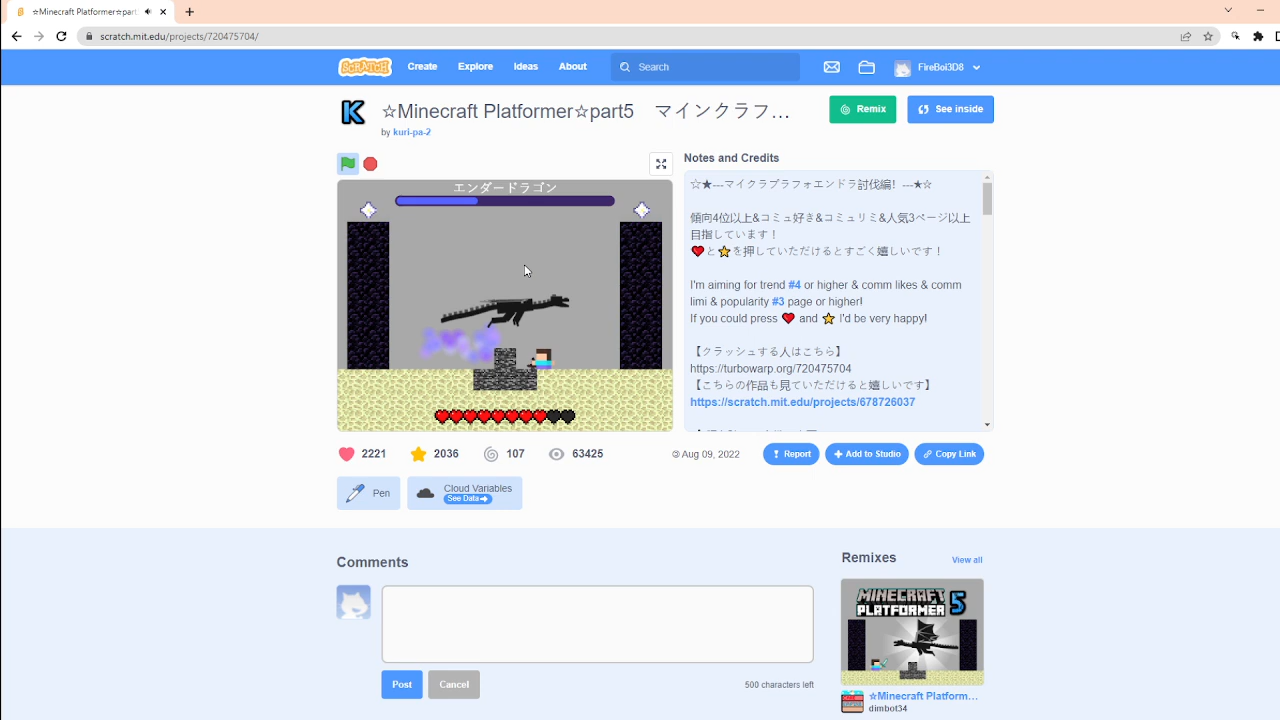 ☆Minecraft Platformer☆part
scratch.mit.edu/projects/720475704/
SCRATCH
Create
Explore
Ideas
About
Search
FireBoi3D8
K
☆Minecraft Platformer☆part5 マインクラフ...
by kuri-pa-2
Remix
See inside
Notes and Credits
エンダードラゴン
☆★---マイクラプラフォエンドラ討伐編！---★☆
傾向4位以上&コミュ好き&コミュリミ&人気3ページ以上
目指しています！
❤と⭐を押していただけるとすごく嬉しいです！
I'm aiming for trend #4 or higher & comm likes & comm
limi & popularity #3 page or higher!
If you could press ❤ and ⭐ I'd be very happy!
【クラッシュする人はこちら】
https://turbowarp.org/720475704
【こちらの作品も見ていただけると嬉しいです】
https://scratch.mit.edu/projects/678726037
2221
2036
107
63425
Aug 09, 2022
Report
Add to Studio
Copy Link
Pen
Cloud Variables
See Data
Comments
Post
Cancel
500 characters left
Remixes
View all
MINECRAFT
PLATFORMER 5
☆Minecraft Platform...
dimbot34